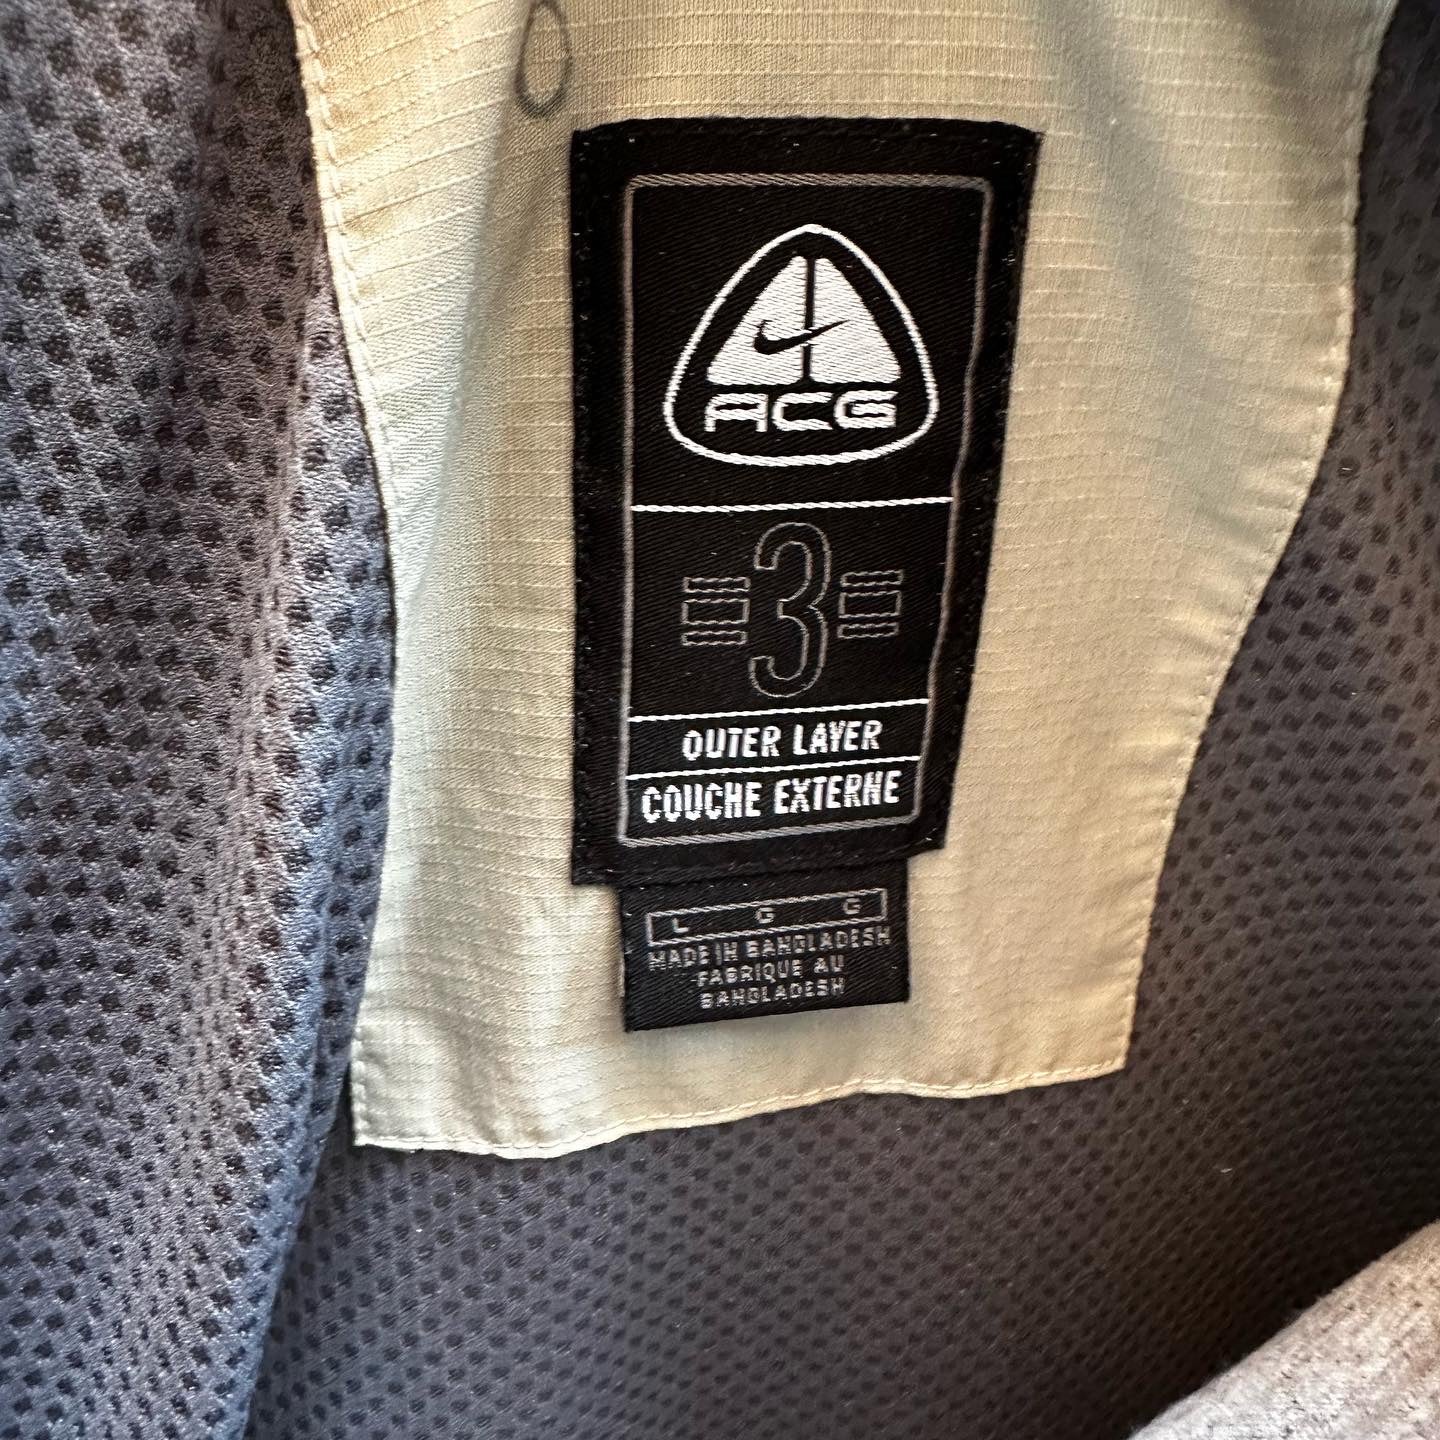 ACG
3
OUTER LAYER
COUCHE EXTERNE
L G G
MADE IN BANGLADESH
FABRIQUE AU
BANGLADESH